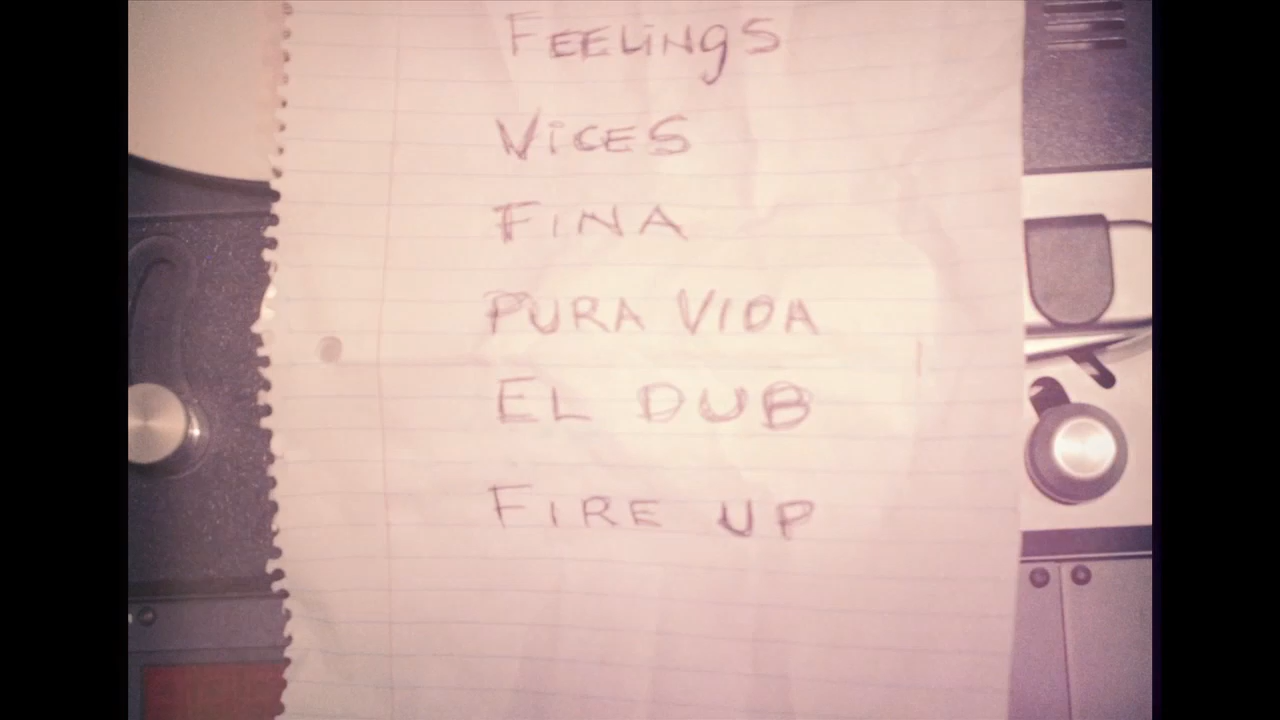 FEELiNgS
ViCES
FINA
PURA VIDA
EL DUB
FIRE UP